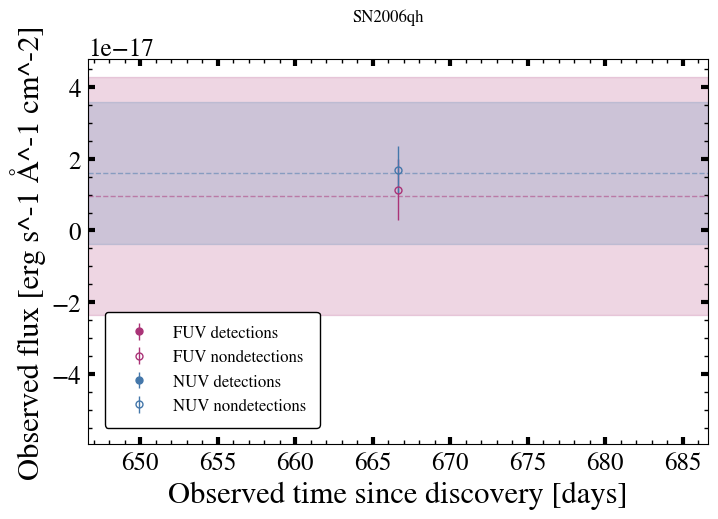 SN2006qh
1e−17
Observed flux [erg s^-1 Å^-1 cm^-2]
4
2
0
−2
−4
FUV detections
FUV nondetections
NUV detections
NUV nondetections
650 655 660 665 670 675 680 685
Observed time since discovery [days]